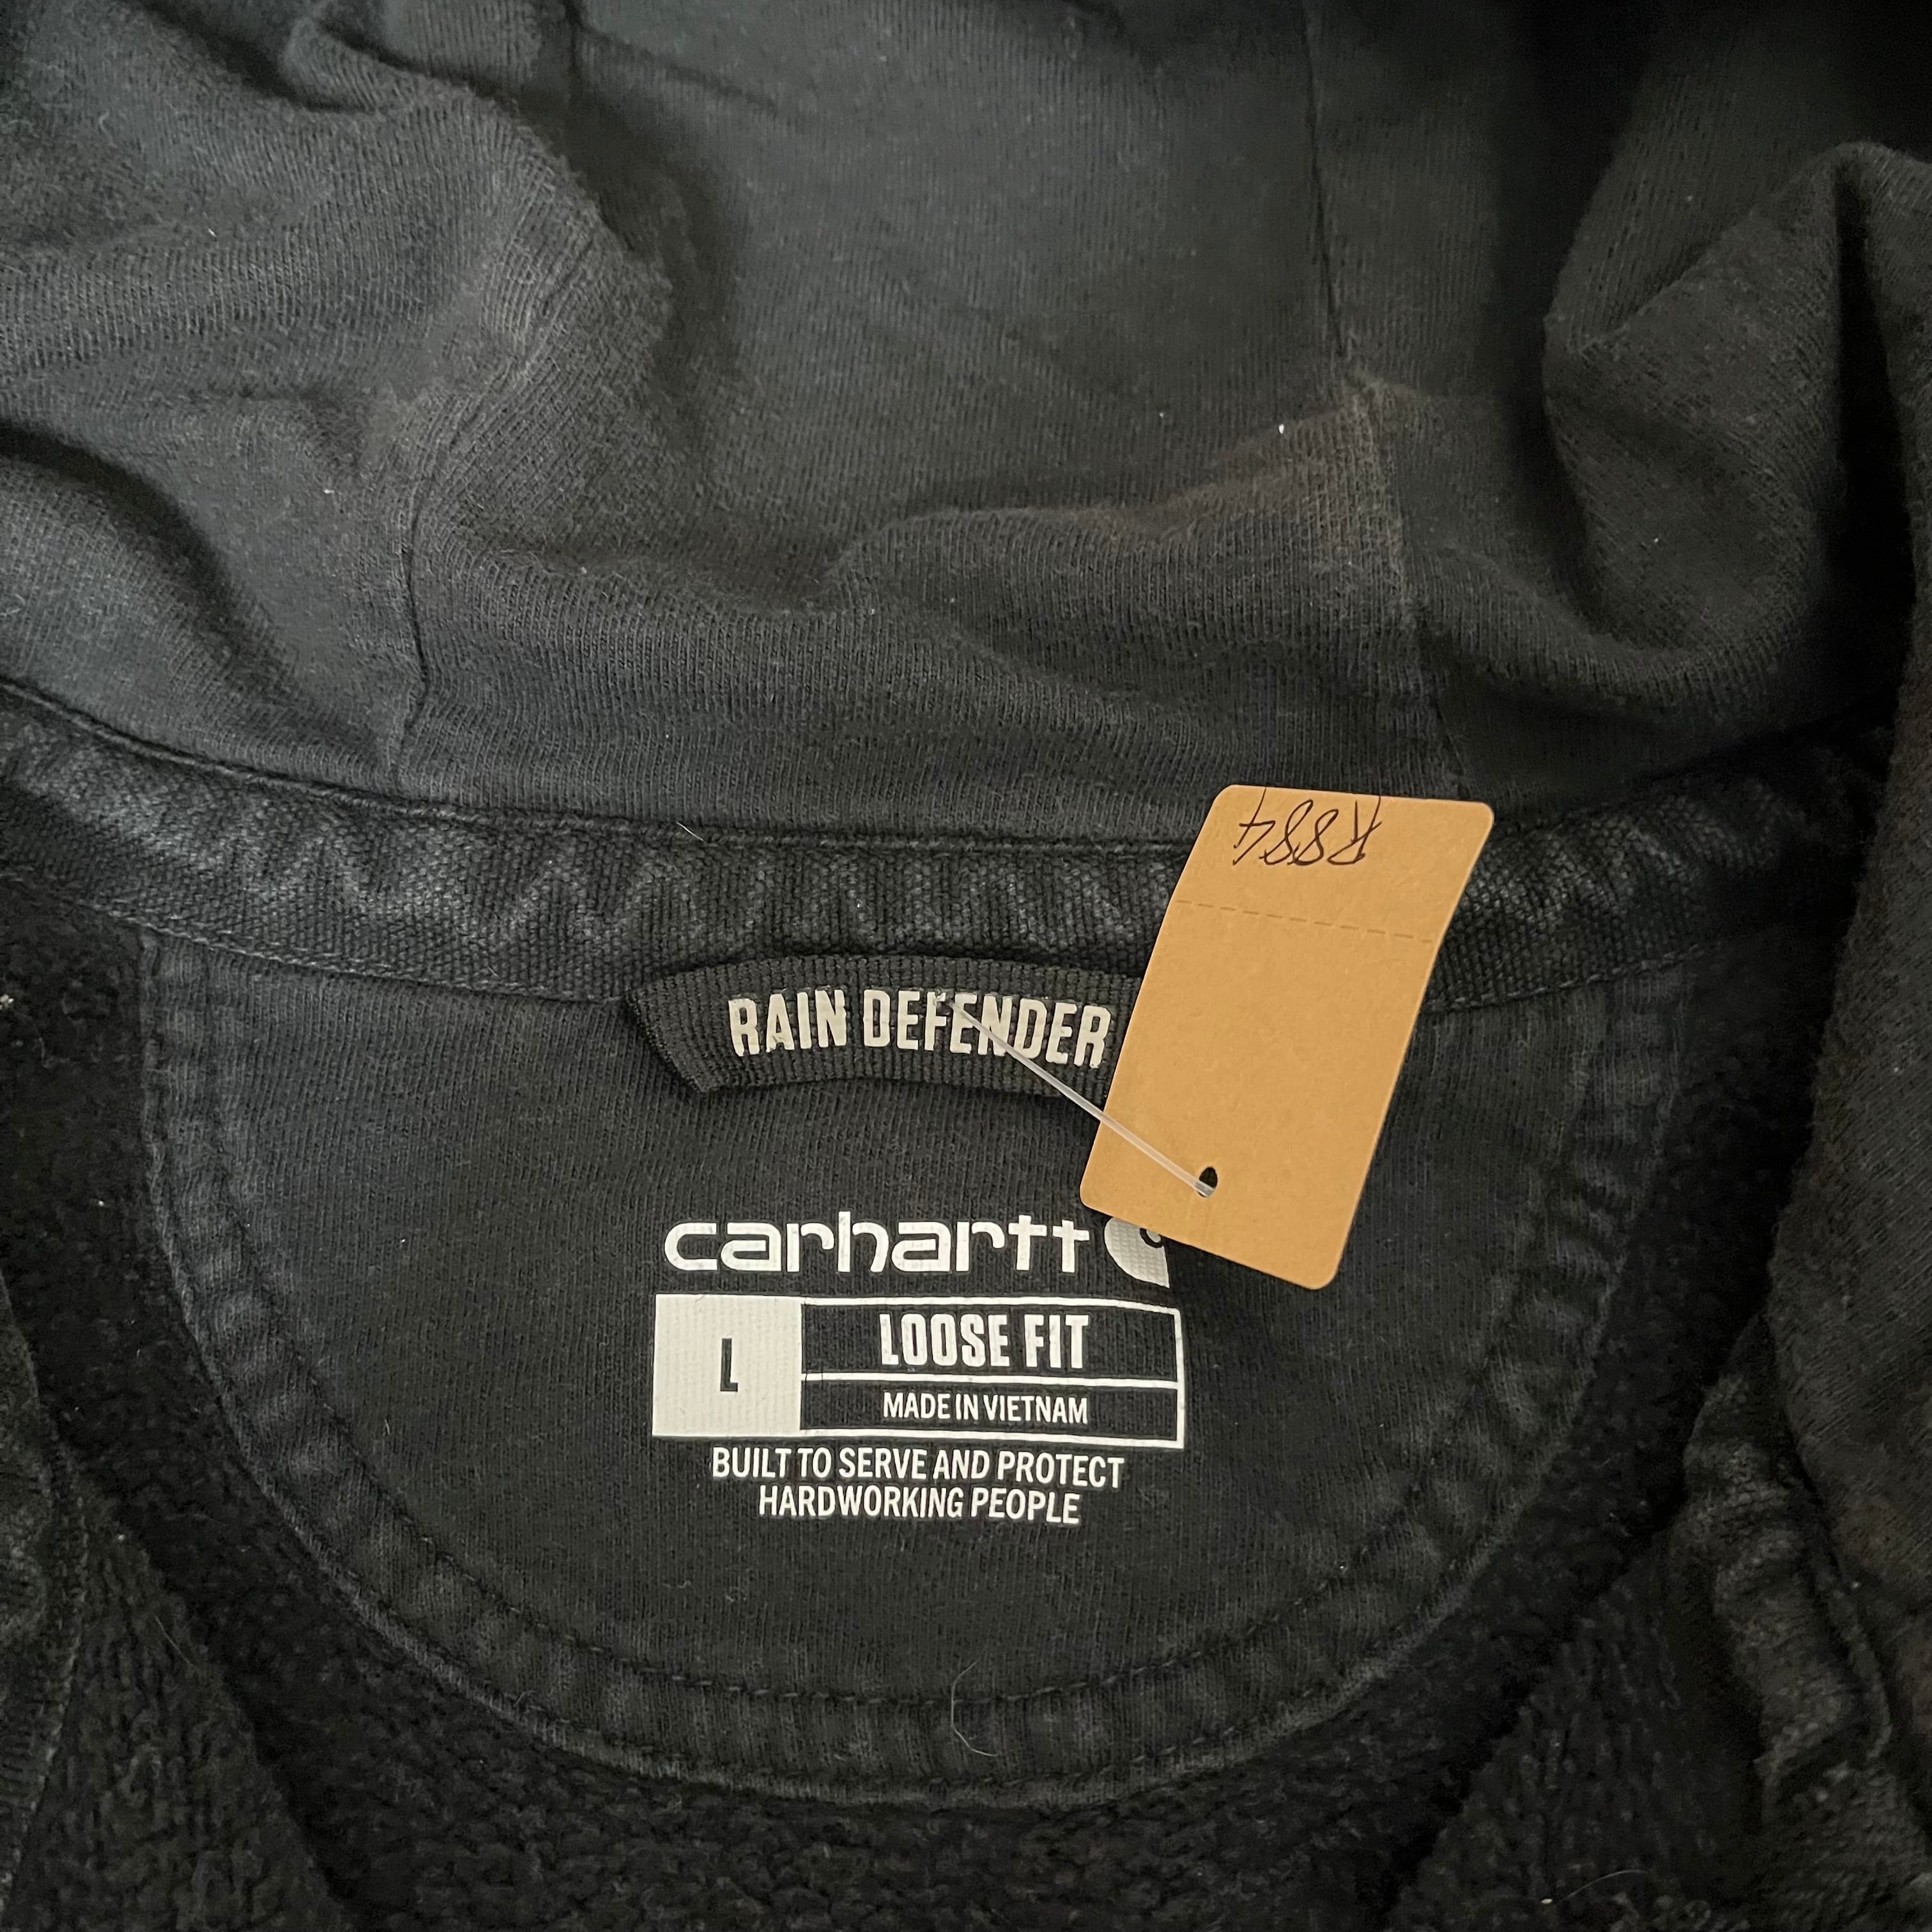 R884
RAIN DEFENDER
carhartt
L
LOOSE FIT
MADE IN VIETNAM
BUILT TO SERVE AND PROTECT
HARDWORKING PEOPLE